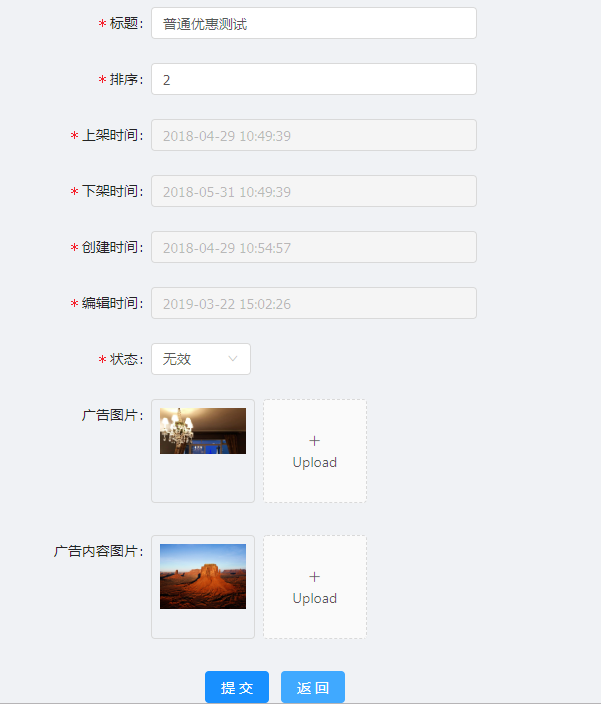 * 标题: 普通优惠测试
* 排序: 2
* 上架时间: 2018-04-29 10:49:39
* 下架时间: 2018-05-31 10:49:39
* 创建时间: 2018-04-29 10:54:57
* 编辑时间: 2019-03-22 15:02:26
* 状态: 无效
广告图片:
+
Upload
广告内容图片:
+
Upload
提 交 返 回